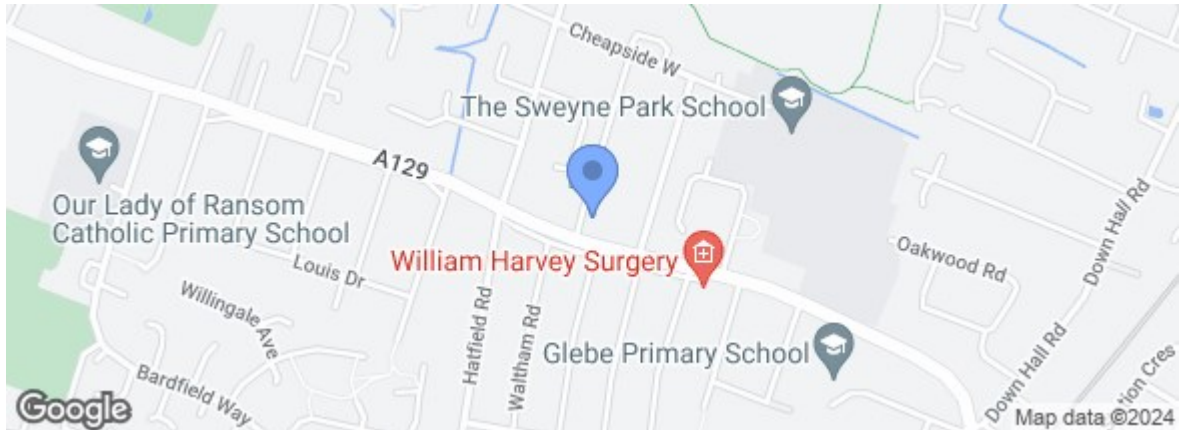 Cheapside W
The Sweyne Park School
A129
Our Lady of Ransom
Catholic Primary School
Louis Dr
William Harvey Surgery
Oakwood Rd
Down Hall Rd
Willingale Ave
Hatfield Rd
Waltham Rd
Glebe Primary School
Down Hall Rd
Bardfield Way
tion Cres
Google
Map data ©2024